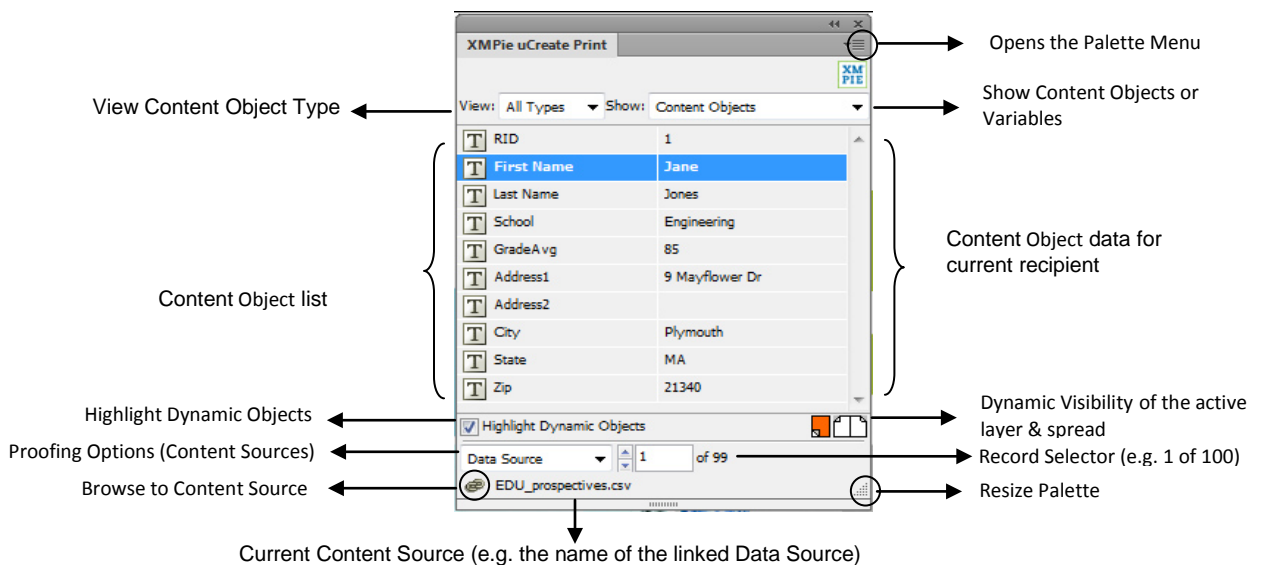 XMPie uCreate Print
Opens the Palette Menu
XM
PIE
View Content Object Type
View: All Types Show: Content Objects
Show Content Objects or
Variables
RID 1
First Name Jane
Last Name Jones
School Engineering
GradeAvg 85
Address1 9 Mayflower Dr
Address2
City Plymouth
State MA
Zip 21340
Content Object list
Content Object data for
current recipient
Highlight Dynamic Objects
Highlight Dynamic Objects
Dynamic Visibility of the active
layer & spread
Proofing Options (Content Sources)
Data Source 1 of 99
Record Selector (e.g. 1 of 100)
Browse to Content Source
EDU_prospectives.csv
Resize Palette
Current Content Source (e.g. the name of the linked Data Source)